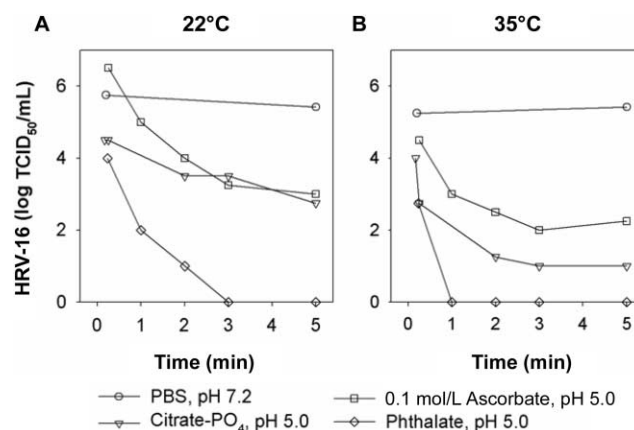 A 22°C B 35°C
HRV-16 (log TCID50/mL)
6
4
2
0
0 1 2 3 4 5
Time (min)
6
4
2
0
0 1 2 3 4 5
Time (min)
PBS, pH 7.2
0.1 mol/L Ascorbate, pH 5.0
Citrate-PO4, pH 5.0
Phthalate, pH 5.0